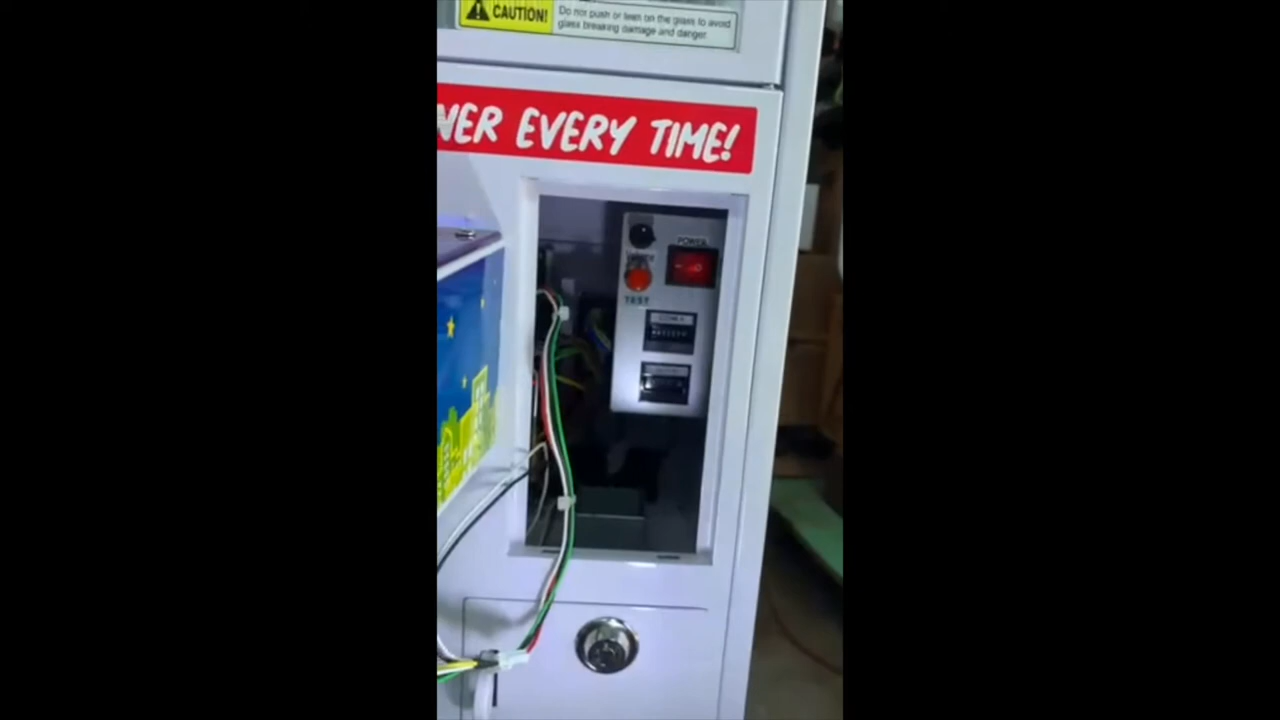 CAUTION!
Do not push or lean on the glass to avoid
glass breaking damage and danger.
NER EVERY TIME!
POWER
TEST